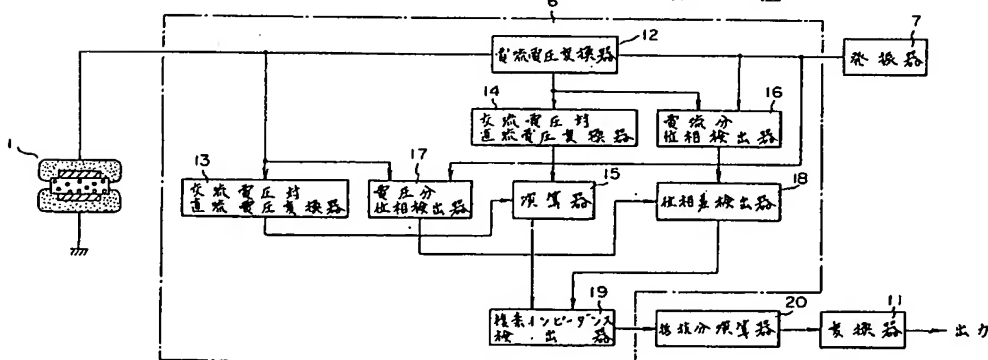 6
12
電流電圧変換器
7
発振器
14
交流電圧対
直流電圧変換器
16
電流分
位相検出器
1
13
交流電圧対
直流電圧変換器
17
電圧分
位相検出器
15
演算器
18
位相差検出器
19
複素インピーダンス
検出器
20
抵抗分演算器
11
変換器
出力